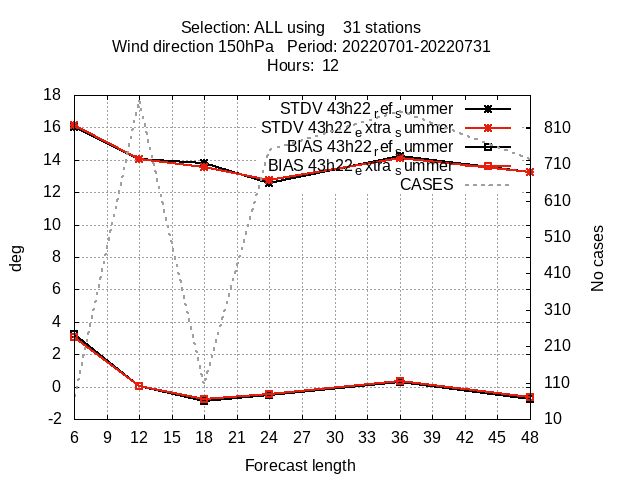 Selection: ALL using    31 stations
Wind direction 150hPa   Period: 20220701-20220731
Hours:  12
STDV 43h22_ref_summer
STDV 43h22_extra_summer
BIAS 43h22_ref_summer
BIAS 43h22_extra_summer
CASES
18
16
14
12
10
8
6
4
2
0
-2
deg
810
710
610
510
410
310
210
110
10
No cases
6 9 12 15 18 21 24 27 30 33 36 39 42 45 48
Forecast length